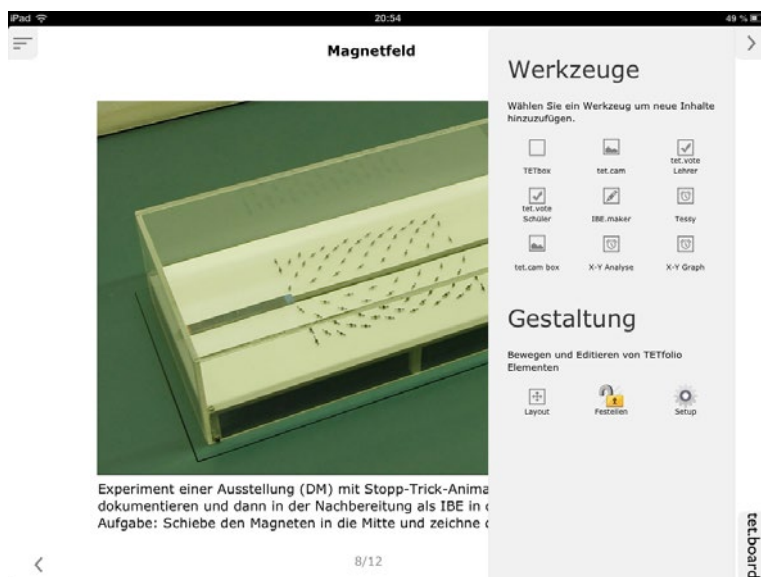 iPad
20:54
49 %
Magnetfeld
Experiment einer Ausstellung (DM) mit Stopp-Trick-Anima
dokumentieren und dann in der Nachbereitung als IBE in
Aufgabe: Schiebe den Magneten in die Mitte und zeichne
8/12
Werkzeuge
Wählen Sie ein Werkzeug um neue Inhalte
hinzuzufügen.
TETbox
tet.cam
tet.vote
Lehrer
tet.vote
Schüler
IBE.maker
Tessy
tet.cam box
X-Y Analyse
X-Y Graph
Gestaltung
Bewegen und Editieren von TETfolio
Elementen
Layout
Festellen
Setup
tet.board